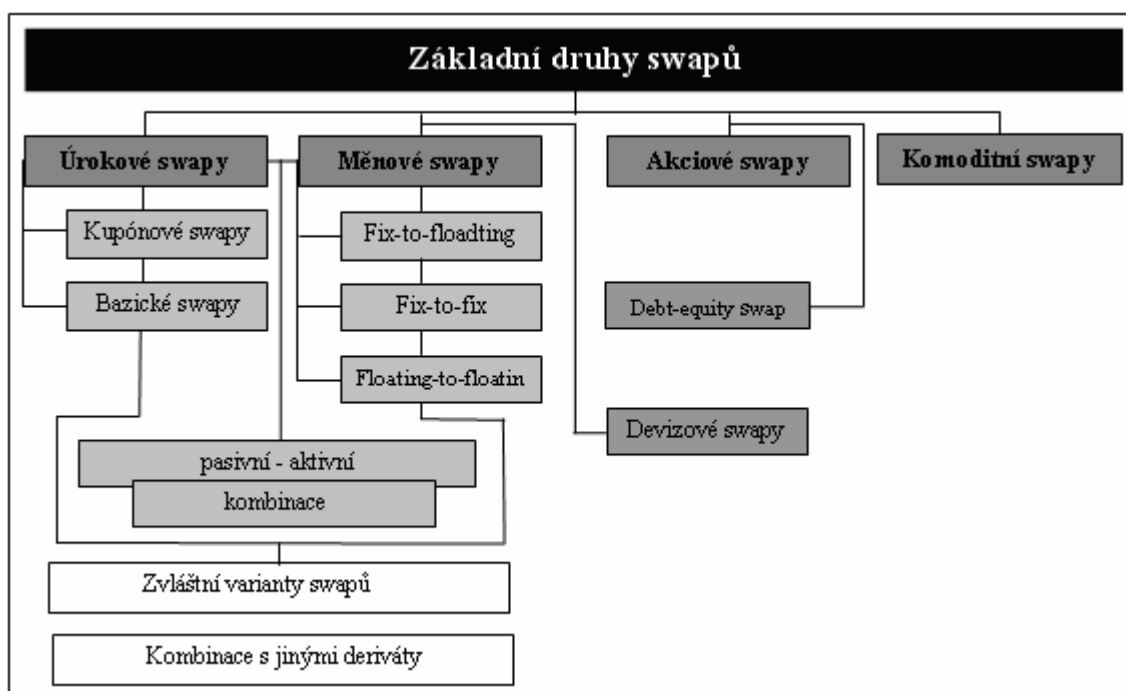 Základní druhy swapů
Úrokové swapy
Měnové swapy
Akciové swapy
Komoditní swapy
Kupónové swapy
Fix-to-floadting
Bazické swapy
Fix-to-fix
Debt-equity swap
Floating-to-floatin
Devizové swapy
pasivní - aktivní
kombinace
Zvláštní varianty swapů
Kombinace s jinými deriváty